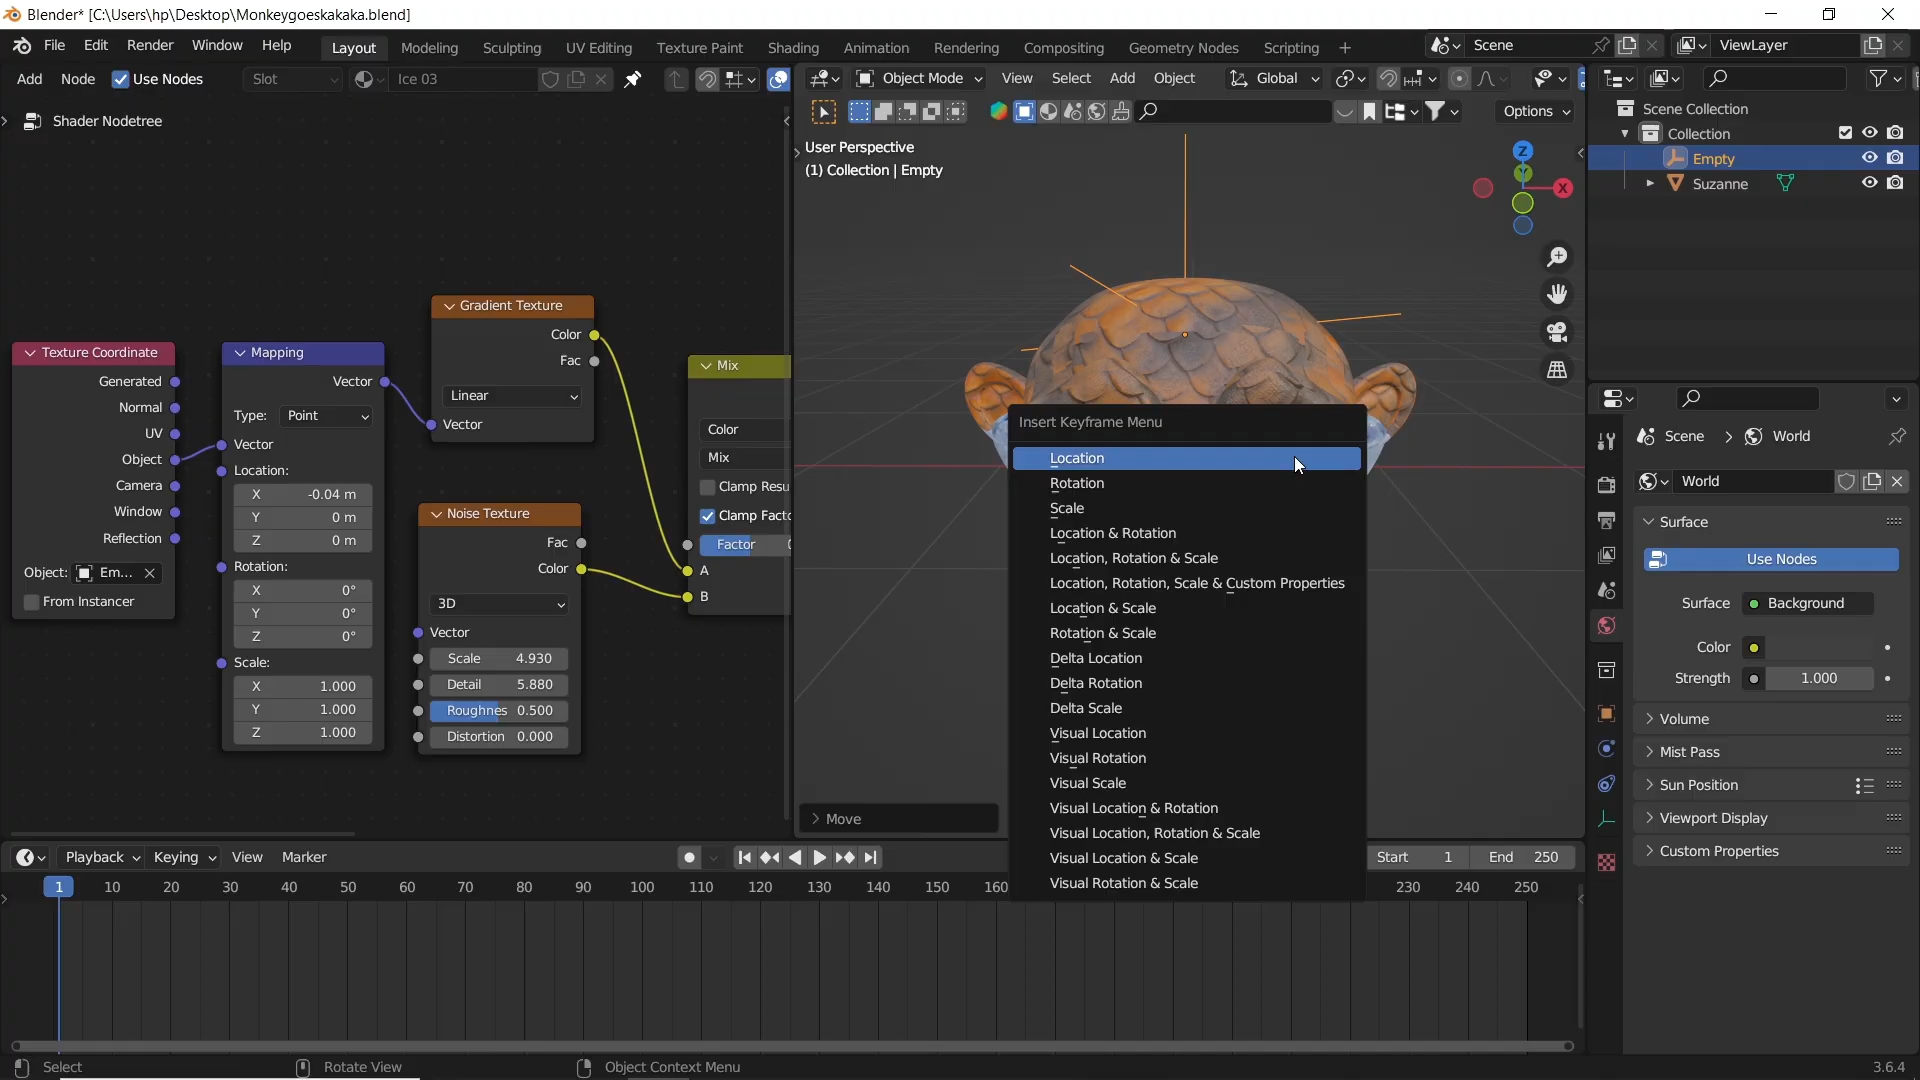 Blender* [C:\Users\hp\Desktop\Monkeygoeskakaka.blend]
File Edit Render Window Help
Layout Modeling Sculpting UV Editing Texture Paint Shading Animation Rendering Compositing Geometry Nodes Scripting +
Scene
ViewLayer
Add Node Use Nodes Slot Ice 03
Object Mode View Select Add Object Global
Options
Shader Nodetree
User Perspective
(1) Collection | Empty
Z
Y
X
Scene Collection
Collection
Empty
Suzanne
Texture Coordinate
Generated
Normal
UV
Object
Camera
Window
Reflection
Object: Em...
From Instancer
Mapping
Vector
Type: Point
Vector
Location:
X -0.04 m
Y 0 m
Z 0 m
Rotation:
X 0°
Y 0°
Z 0°
Scale:
X 1.000
Y 1.000
Z 1.000
Gradient Texture
Color
Fac
Linear
Vector
Noise Texture
Fac
Color
3D
Vector
Scale 4.930
Detail 5.880
Roughnes 0.500
Distortion 0.000
Mix
Color
Mix
Clamp Resu
Clamp Facto
Factor
A
B
Insert Keyframe Menu
Location
Rotation
Scale
Location & Rotation
Location, Rotation & Scale
Location, Rotation, Scale & Custom Properties
Location & Scale
Rotation & Scale
Delta Location
Delta Rotation
Delta Scale
Visual Location
Visual Rotation
Visual Scale
Visual Location & Rotation
Visual Location, Rotation & Scale
Visual Location & Scale
Visual Rotation & Scale
Move
Scene > World
World
Surface
Use Nodes
Surface Background
Color
Strength 1.000
Volume
Mist Pass
Sun Position
Viewport Display
Custom Properties
Playback Keying View Marker
Start 1 End 250
1 10 20 30 40 50 60 70 80 90 100 110 120 130 140 150 160 230 240 250
Select Rotate View Object Context Menu
3.6.4